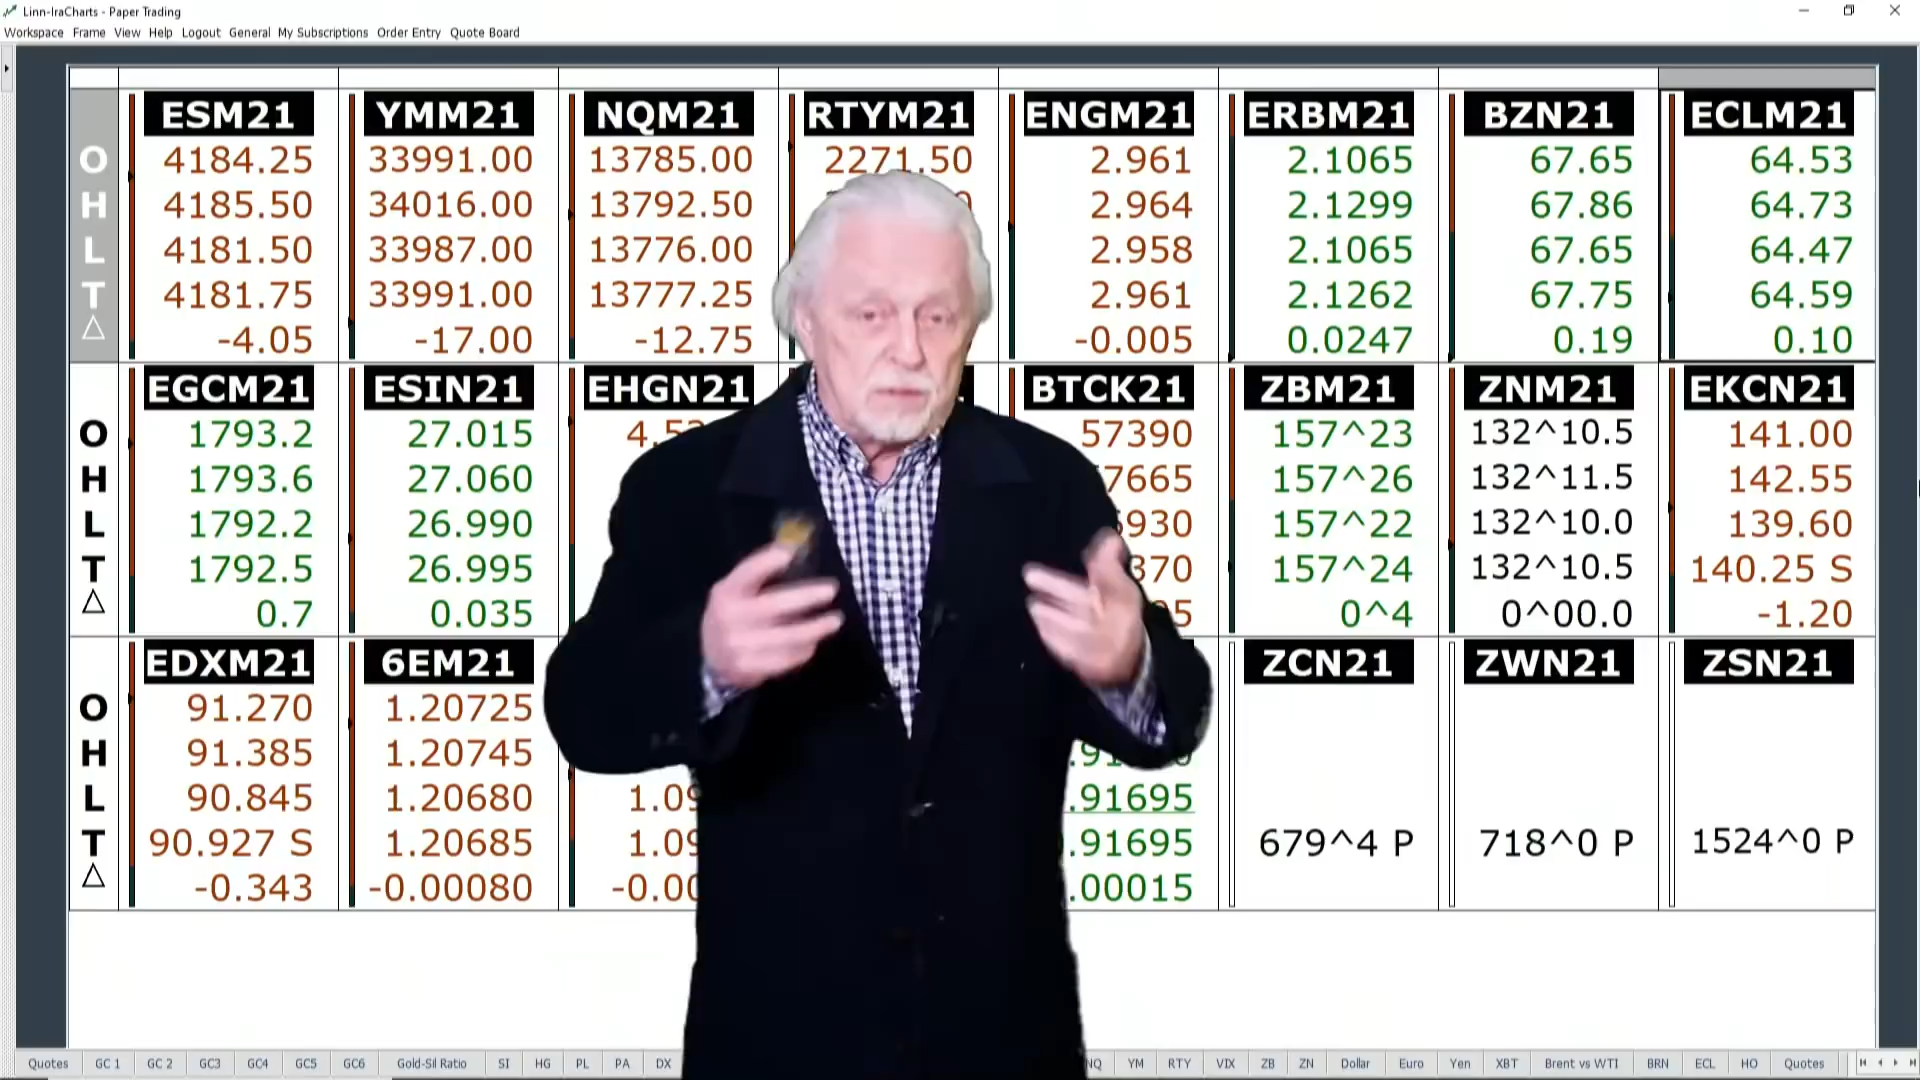 Linn-IraCharts - Paper Trading
Workspace Frame View Help Logout General My Subscriptions Order Entry Quote Board
ESM21 YMM21 NQM21 RTYM21 ENGM21 ERBM21 BZN21 ECLM21
O 4184.25 33991.00 13785.00 2271.50 2.961 2.1065 67.65 64.53
H 4185.50 34016.00 13792.50 2.964 2.1299 67.86 64.73
L 4181.50 33987.00 13776.00 2.958 2.1065 67.65 64.47
T 4181.75 33991.00 13777.25 2.961 2.1262 67.75 64.59
△ -4.05 -17.00 -12.75 -0.005 0.0247 0.19 0.10
EGCM21 ESIN21 EHGN21 BTCK21 ZBM21 ZNM21 EKCN21
O 1793.2 27.015 57390 157^23 132^10.5 141.00
H 1793.6 27.060 157^26 132^11.5 142.55
L 1792.2 26.990 157^22 132^10.0 139.60
T 1792.5 26.995 157^24 132^10.5 140.25 S
△ 0.7 0.035 0^4 0^00.0 -1.20
EDXM21 6EM21 ZCN21 ZWN21 ZSN21
O 91.270 1.20725
H 91.385 1.20745
L 90.845 1.20680 .91695
T 90.927 S 1.20685 .91695 679^4 P 718^0 P 1524^0 P
△ -0.343 -0.00080 .00015
Quotes GC 1 GC 2 GC3 GC4 GC5 GC6 Gold-Sil Ratio SI HG PL PA DX NQ YM RTY VIX ZB ZN Dollar Euro Yen XBT Brent vs WTI BRN ECL HO Quotes